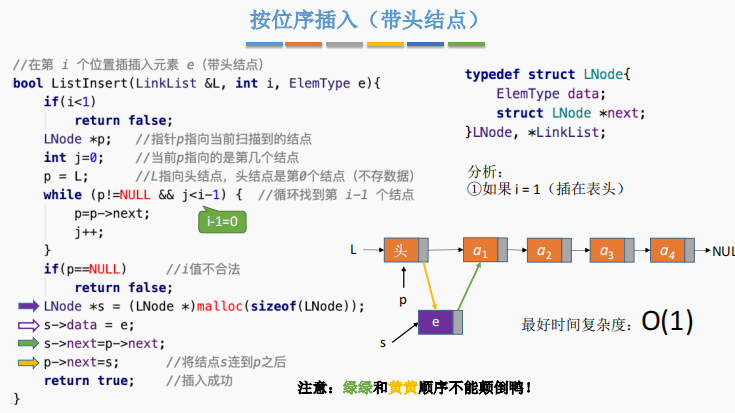 按位序插入（带头结点）
//在第 i 个位置插插入元素 e（带头结点）
bool ListInsert(LinkList &L, int i, ElemType e){
if(i<1)
return false;
LNode *p; //指针p指向当前扫描到的结点
int j=0; //当前p指向的是第几个结点
p = L; //L指向头结点，头结点是第0个结点（不存数据）
while (p!=NULL && j<i-1) { //循环找到第 i-1 个结点
p=p->next;
j++;
}
i-1=0
if(p==NULL) //i值不合法
return false;
LNode *s = (LNode *)malloc(sizeof(LNode));
s->data = e;
s->next=p->next;
p->next=s; //将结点s连到p之后
return true; //插入成功
}
typedef struct LNode{
ElemType data;
struct LNode *next;
}LNode, *LinkList;
分析：
①如果 i = 1（插在表头）
L 头 a1 a2 a3 a4 NUL
p
e
s
最好时间复杂度：O(1)
注意：绿绿和黄黄顺序不能颠倒鸭！